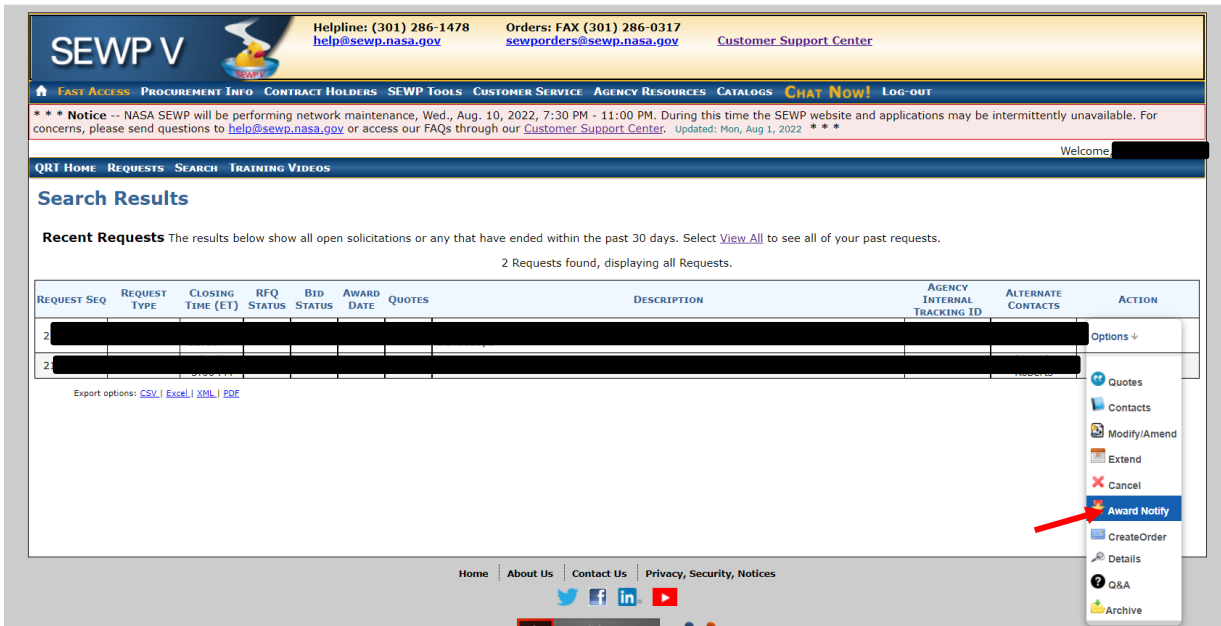 SEWP V
SEWP V
Helpline: (301) 286-1478 Orders: FAX (301) 286-0317
help@sewp.nasa.gov sewporders@sewp.nasa.gov Customer Support Center
FAST ACCESS PROCUREMENT INFO CONTRACT HOLDERS SEWP TOOLS CUSTOMER SERVICE AGENCY RESOURCES CATALOGS CHAT NOW! LOG-OUT
* * * Notice -- NASA SEWP will be performing network maintenance, Wed., Aug. 10, 2022, 7:30 PM - 11:00 PM. During this time the SEWP website and applications may be intermittently unavailable. For
concerns, please send questions to help@sewp.nasa.gov or access our FAQs through our Customer Support Center. Updated: Mon, Aug 1, 2022 * * *
Welcome,
QRT HOME REQUESTS SEARCH TRAINING VIDEOS
Search Results
Recent Requests The results below show all open solicitations or any that have ended within the past 30 days. Select View All to see all of your past requests.
2 Requests found, displaying all Requests.
REQUEST SEQ REQUEST TYPE CLOSING TIME (ET) RFQ STATUS BID STATUS AWARD DATE QUOTES DESCRIPTION AGENCY INTERNAL TRACKING ID ALTERNATE CONTACTS ACTION
2 Options ↓
21
Export options: CSV | Excel | XML | PDF
Quotes
Contacts
Modify/Amend
Extend
Cancel
Award Notify
CreateOrder
Details
Q&A
Archive
Home About Us Contact Us Privacy, Security, Notices